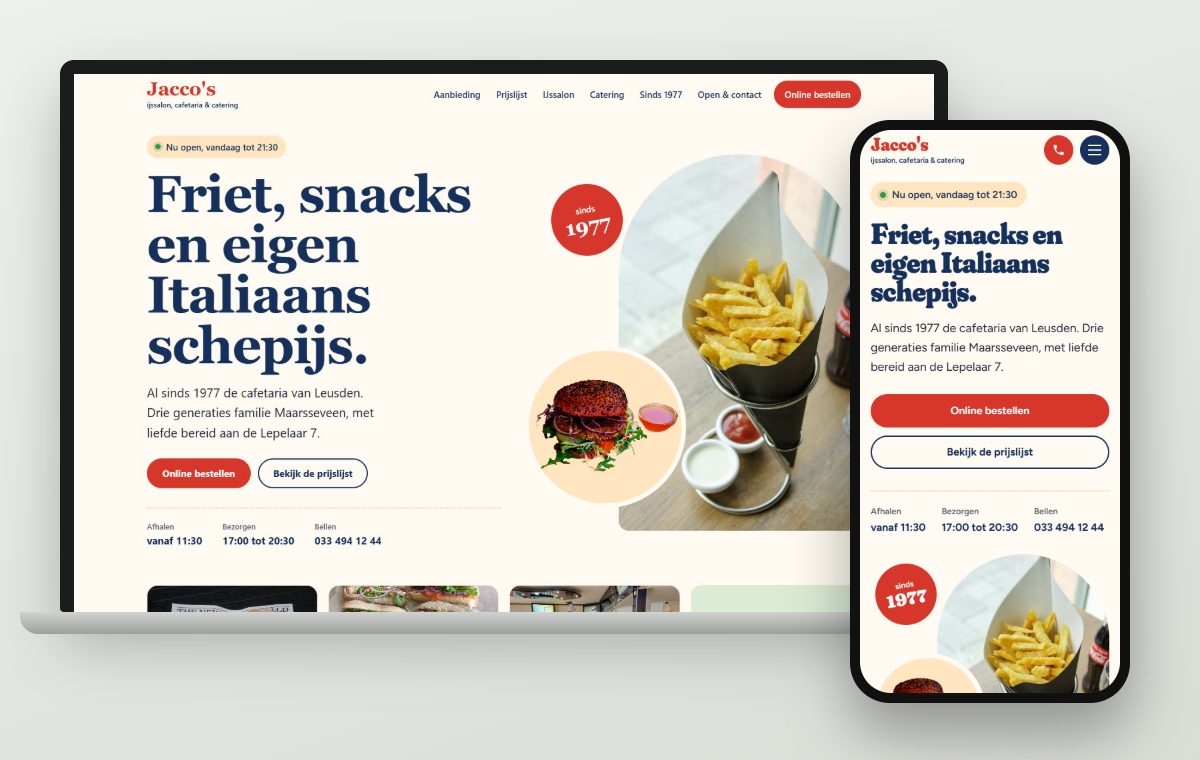 Jacco's
ijssalon, cafetaria & catering
Aanbieding
Prijslijst
IJssalon
Catering
Sinds 1977
Open & contact
Online bestellen
Nu open, vandaag tot 21:30
Friet, snacks
en eigen
Italiaans
schepijs.
Al sinds 1977 de cafetaria van Leusden.
Drie generaties familie Maarsseveen, met
liefde bereid aan de Lepelaar 7.
Online bestellen
Bekijk de prijslijst
Afhalen
vanaf 11:30
Bezorgen
17:00 tot 20:30
Bellen
033 494 12 44
sinds
1977
Jacco's
ijssalon, cafetaria & catering
Nu open, vandaag tot 21:30
Friet, snacks en
eigen Italiaans
schepijs.
Al sinds 1977 de cafetaria van Leusden. Drie
generaties familie Maarsseveen, met liefde
bereid aan de Lepelaar 7.
Online bestellen
Bekijk de prijslijst
Afhalen
vanaf 11:30
Bezorgen
17:00 tot 20:30
Bellen
033 494 12 44
sinds
1977